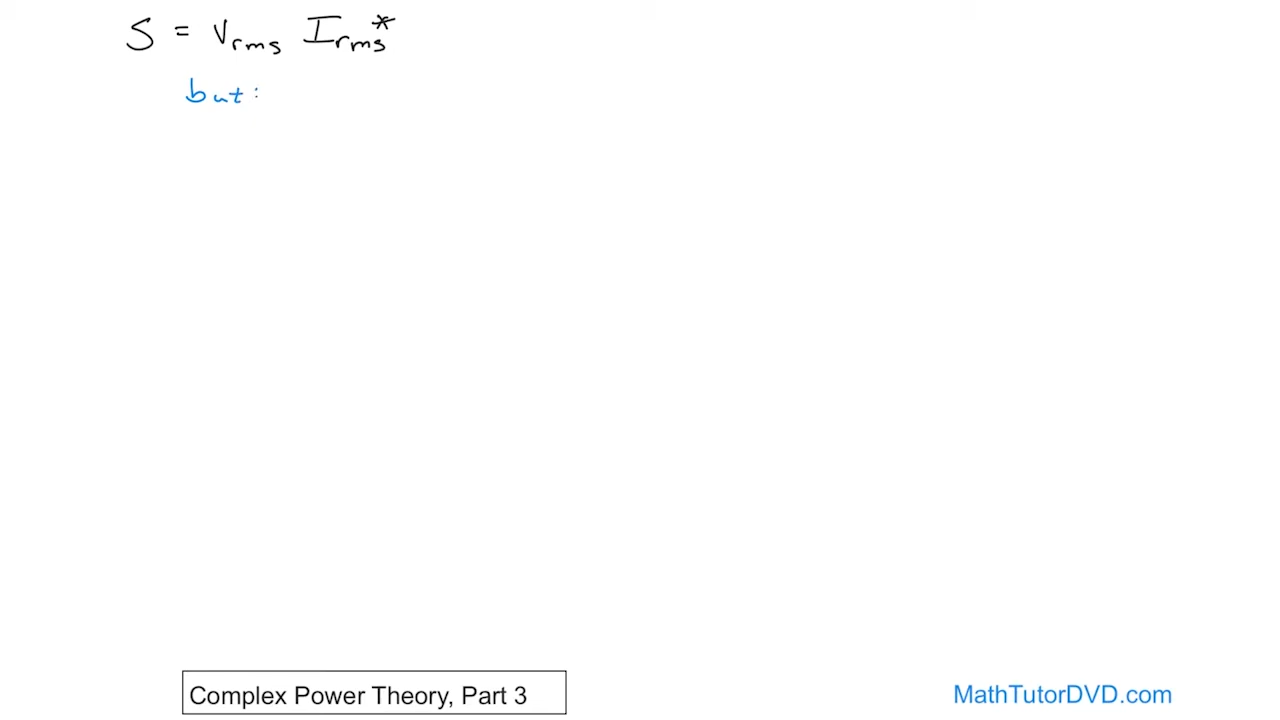 S = Vrms Irms*
but:
Complex Power Theory, Part 3
MathTutorDVD.com